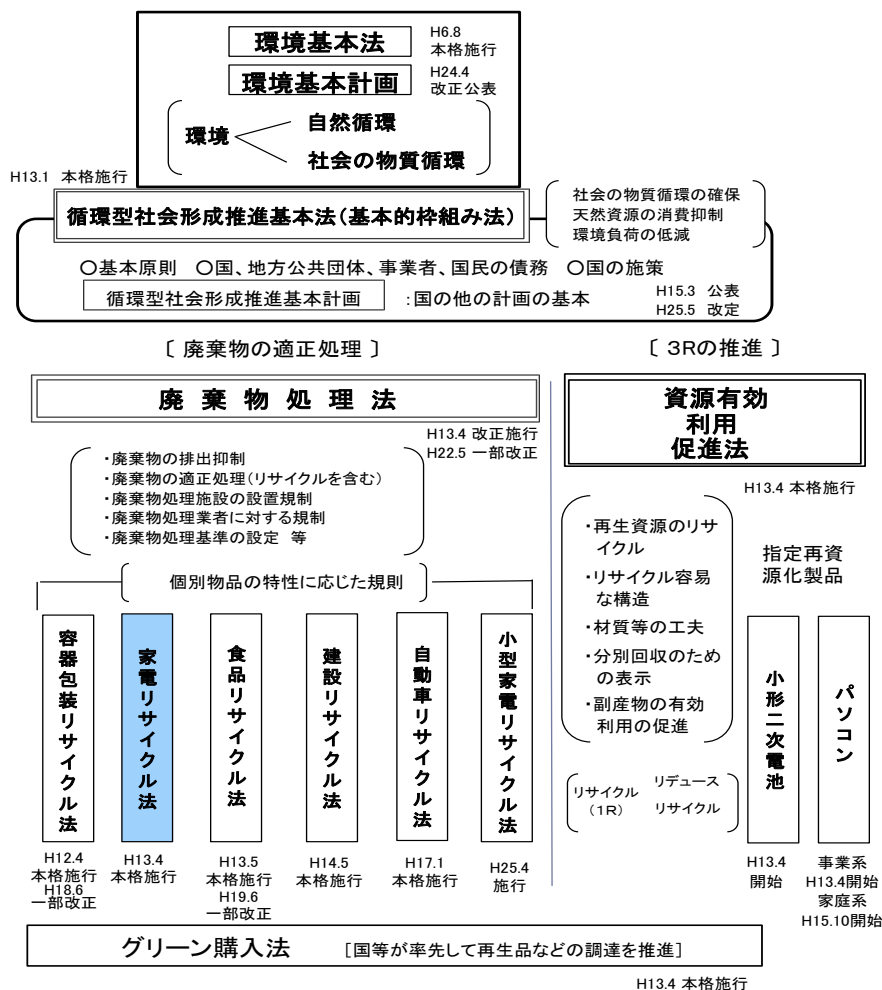 環境基本法
H6.8
本格施行
環境基本計画
H24.4
改正公表
環境
自然循環
社会の物質循環
H13.1 本格施行
循環型社会形成推進基本法(基本的枠組み法)
社会の物質循環の確保
天然資源の消費抑制
環境負荷の低減
〇基本原則 〇国、地方公共団体、事業者、国民の債務 〇国の施策
循環型社会形成推進基本計画 :国の他の計画の基本
H15.3 公表
H25.5 改定
〔 廃棄物の適正処理 〕
廃棄物処理法
H13.4 改正施行
H22.5 一部改正
・廃棄物の排出抑制
・廃棄物の適正処理(リサイクルを含む)
・廃棄物処理施設の設置規制
・廃棄物処理業者に対する規制
・廃棄物処理基準の設定 等
個別物品の特性に応じた規則
容器包装リサイクル法
H12.4
本格施行
H18.6
一部改正
家電リサイクル法
H13.4
本格施行
食品リサイクル法
H13.5
本格施行
H19.6
一部改正
建設リサイクル法
H14.5
本格施行
自動車リサイクル法
H17.1
本格施行
小型家電リサイクル法
H25.4
施行
〔 3Rの推進 〕
資源有効
利用
促進法
H13.4 本格施行
・再生資源のリサ
イクル
・リサイクル容易
な構造
・材質等の工夫
・分別回収のため
の表示
・副産物の有効
利用の促進
リサイクル
(1R)
リデュース
リサイクル
指定再資
源化製品
小形二次電池
H13.4
開始
パソコン
事業系
H13.4開始
家庭系
H15.10開始
グリーン購入法 [国等が率先して再生品などの調達を推進]
H13.4 本格施行